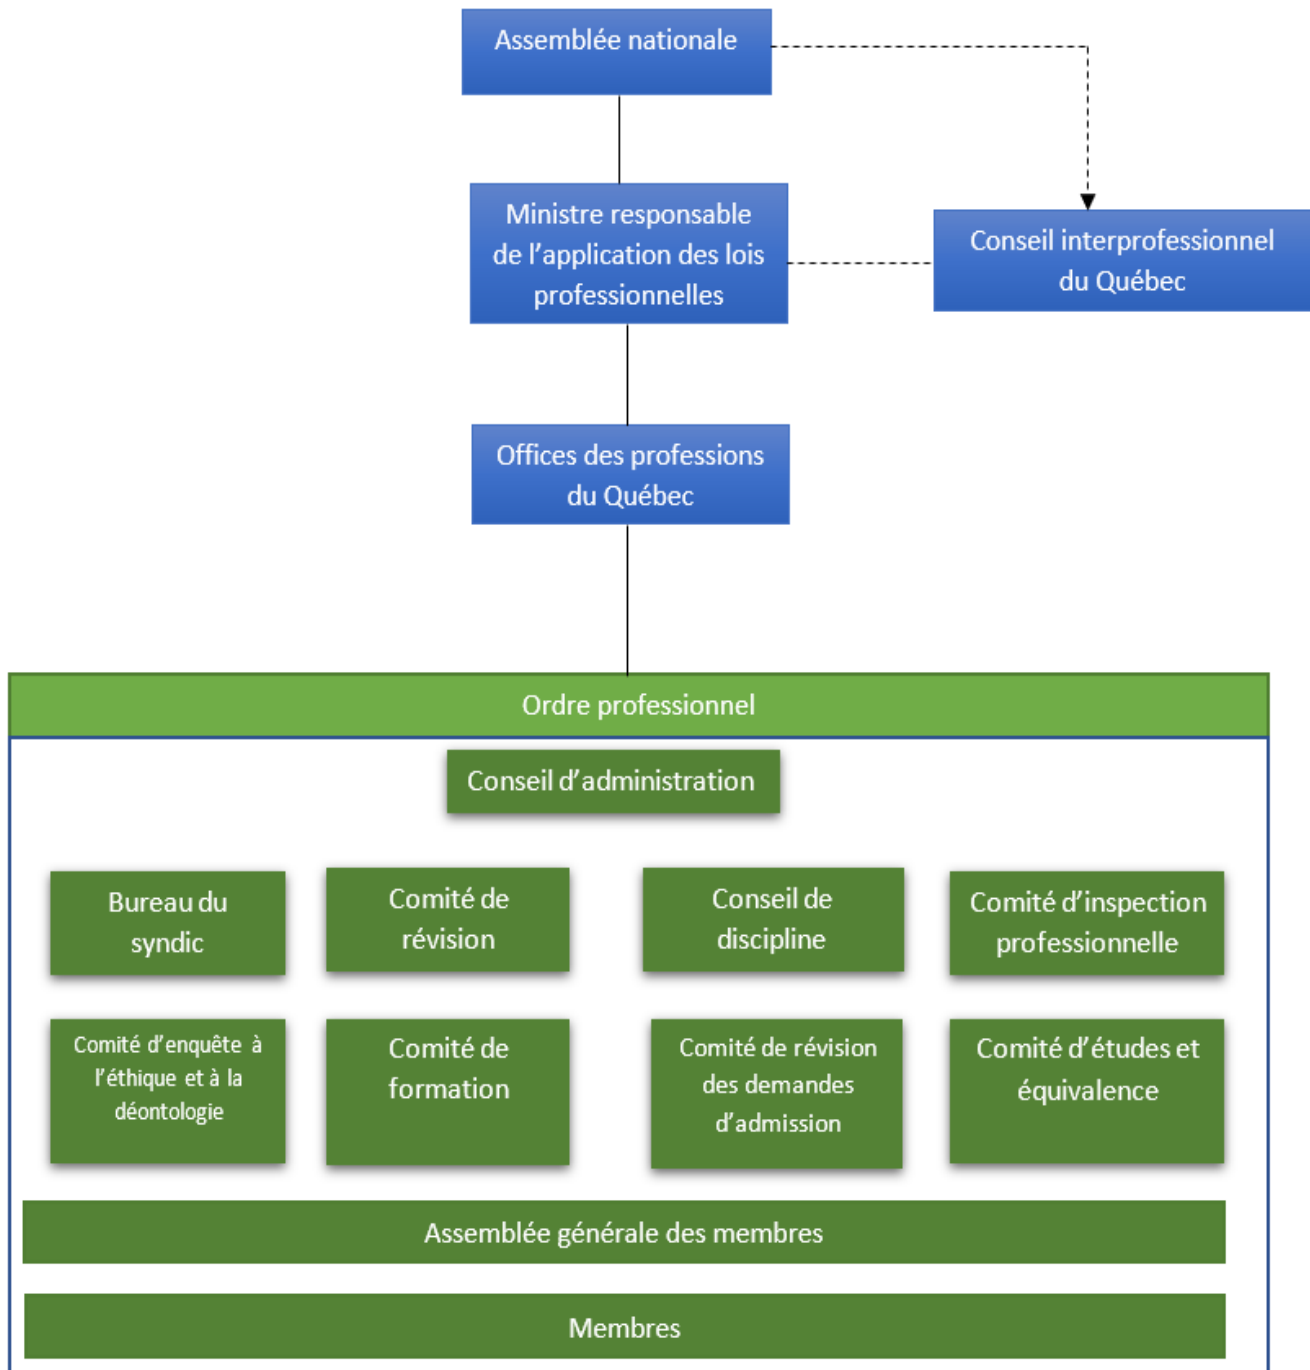 Assemblée nationale
Ministre responsable
de l'application des lois
professionnelles
Conseil interprofessionnel
du Québec
Offices des professions
du Québec
Ordre professionnel
Conseil d'administration
Bureau du
syndic
Comité de
révision
Conseil de
discipline
Comité d'inspection
professionnelle
Comité d'enquête à
l'éthique et à la
déontologie
Comité de
formation
Comité de révision
des demandes
d'admission
Comité d'études et
équivalence
Assemblée générale des membres
Membres